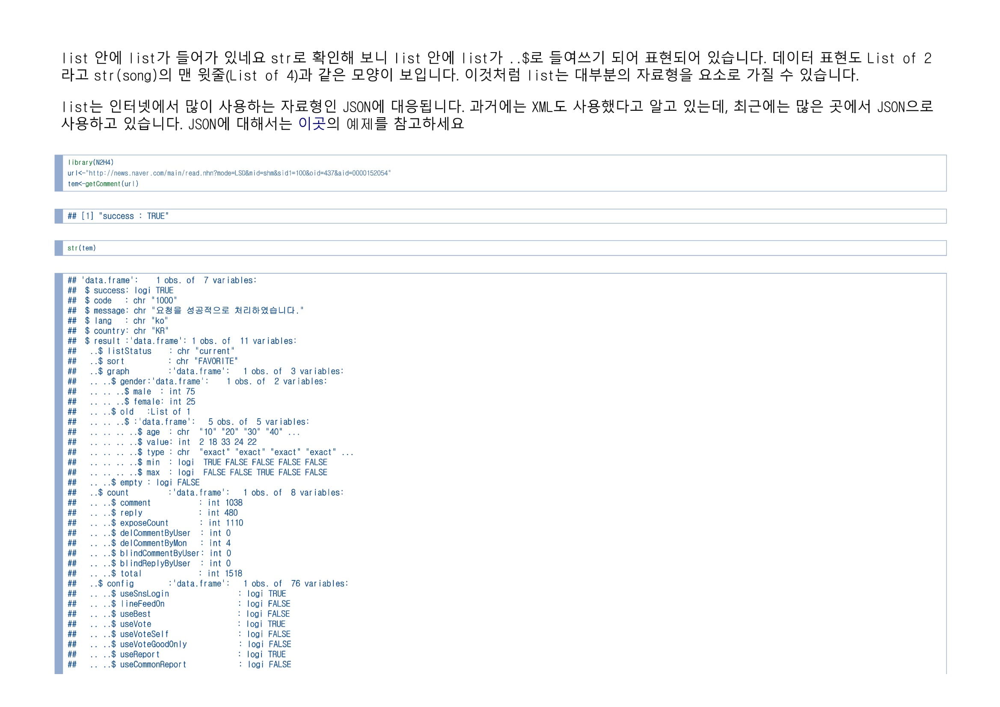 list 안에 list가 들어가 있네요 str로 확인해 보니 list 안에 list가 ..$로 들여쓰기 되어 표현되어 있습니다. 데이터 표현도 List of 2
라고 str(song)의 맨 윗줄(List of 4)과 같은 모양이 보입니다. 이것처럼 list는 대부분의 자료형을 요소로 가질 수 있습니다.
list는 인터넷에서 많이 사용하는 자료형인 JSON에 대응됩니다. 과거에는 XML도 사용했다고 알고 있는데, 최근에는 많은 곳에서 JSON으로
사용하고 있습니다. JSON에 대해서는 이곳의 예제를 참고하세요
library(N2H4)
url<-"http://news.naver.com/main/read.nhn?mode=LSD&mid=shm&sid1=100&oid=437&aid=0000152054"
tem<-getComment(url)
## [1] "success : TRUE"
str(tem)
## 'data.frame':    1 obs. of  7 variables:
##  $ success: logi TRUE
##  $ code   : chr "1000"
##  $ message: chr "요청을 성공적으로 처리하였습니다."
##  $ lang   : chr "ko"
##  $ country: chr "KR"
##  $ result :'data.frame': 1 obs. of  11 variables:
##   ..$ listStatus    : chr "current"
##   ..$ sort          : chr "FAVORITE"
##   ..$ graph         :'data.frame':   1 obs. of  3 variables:
##   .. ..$ gender:'data.frame':    1 obs. of  2 variables:
##   .. .. ..$ male  : int 75
##   .. .. ..$ female: int 25
##   .. ..$ old   :List of 1
##   .. .. ..$ :'data.frame':   5 obs. of  5 variables:
##   .. .. .. ..$ age  : chr  "10" "20" "30" "40" ...
##   .. .. .. ..$ value: int  2 18 33 24 22
##   .. .. .. ..$ type : chr  "exact" "exact" "exact" "exact" ...
##   .. .. .. ..$ min  : logi  TRUE FALSE FALSE FALSE FALSE
##   .. .. .. ..$ max  : logi  FALSE FALSE TRUE FALSE FALSE
##   .. ..$ empty : logi FALSE
##   ..$ count         :'data.frame':   1 obs. of  8 variables:
##   .. ..$ comment           : int 1038
##   .. ..$ reply             : int 480
##   .. ..$ exposeCount       : int 1110
##   .. ..$ delCommentByUser  : int 0
##   .. ..$ delCommentByMon   : int 4
##   .. ..$ blindCommentByUser: int 0
##   .. ..$ blindReplyByUser  : int 0
##   .. ..$ total             : int 1518
##   ..$ config        :'data.frame':   1 obs. of  76 variables:
##   .. ..$ useSnsLogin                : logi TRUE
##   .. ..$ lineFeedOn                 : logi FALSE
##   .. ..$ useBest                    : logi FALSE
##   .. ..$ useVote                    : logi TRUE
##   .. ..$ useVoteSelf                : logi FALSE
##   .. ..$ useVoteGoodOnly            : logi FALSE
##   .. ..$ useReport                  : logi TRUE
##   .. ..$ useCommonReport            : logi FALSE